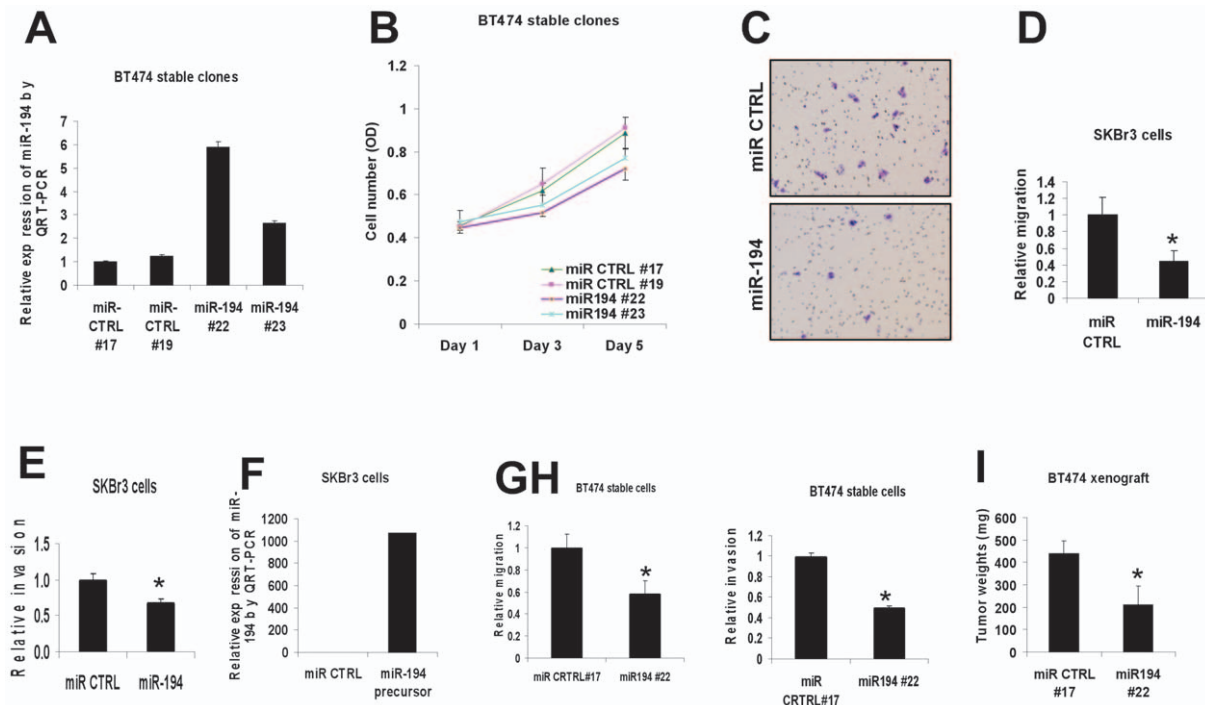 A
BT474 stable clones
Relative exp ression of miR-194 b y
QRT-PCR
7
6
5
4
3
2
1
0
miR-
CTRL
#17
miR-
CTRL
#19
miR-194
#22
miR-194
#23
B
BT474 stable clones
Cell number (OD)
1.2
1
0.8
0.6
0.4
0.2
0
Day 1
Day 3
Day 5
miR CTRL #17
miR CTRL #19
miR194 #22
miR194 #23
C
miR CTRL
miR-194
D
SKBr3 cells
Relative migration
1.4
1.2
1
0.8
0.6
0.4
0.2
0
*
miR
CTRL
miR-194
E
SKBr3 cells
Relative invasion
1.5
1.0
0.5
0.0
*
miR CTRL
miR-194
F
SKBr3 cells
Relative exp ression of miR-
194 b y QRT-PCR
1200
1000
800
600
400
200
0
miR CTRL
miR-194
precursor
GH
BT474 stable cells
Relative migration
1.2
1
0.8
0.6
0.4
0.2
0
*
miR CRTRL#17
miR194 #22
BT474 stable cells
Relative in vasion
1.2
1
0.8
0.6
0.4
0.2
0
*
miR
CRTRL#17
miR194 #22
I
BT474 xenograft
Tumor weights (mg)
600
500
400
300
200
100
0
*
miR CTRL
#17
miR194
#22